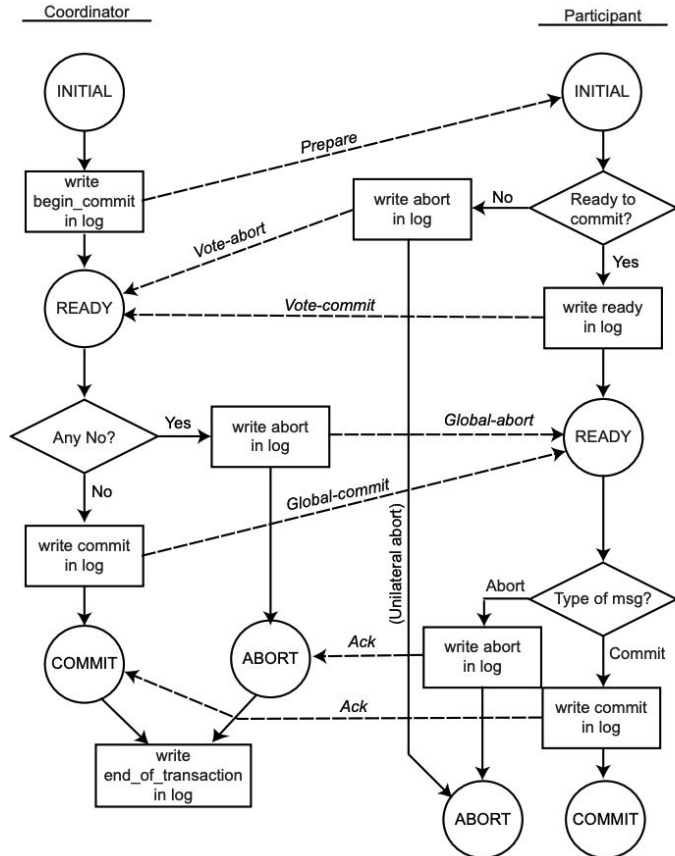 Coordinator
Participant
INITIAL
INITIAL
Prepare
write
begin_commit
in log
write abort
in log
No
Ready to
commit?
Vote-abort
Yes
READY
Vote-commit
write ready
in log
Any No?
Yes
write abort
in log
Global-abort
READY
No
Global-commit
write commit
in log
(Unilateral abort)
Abort
Type of msg?
COMMIT
ABORT
Ack
write abort
in log
Commit
Ack
write commit
in log
write
end_of_transaction
in log
ABORT
COMMIT